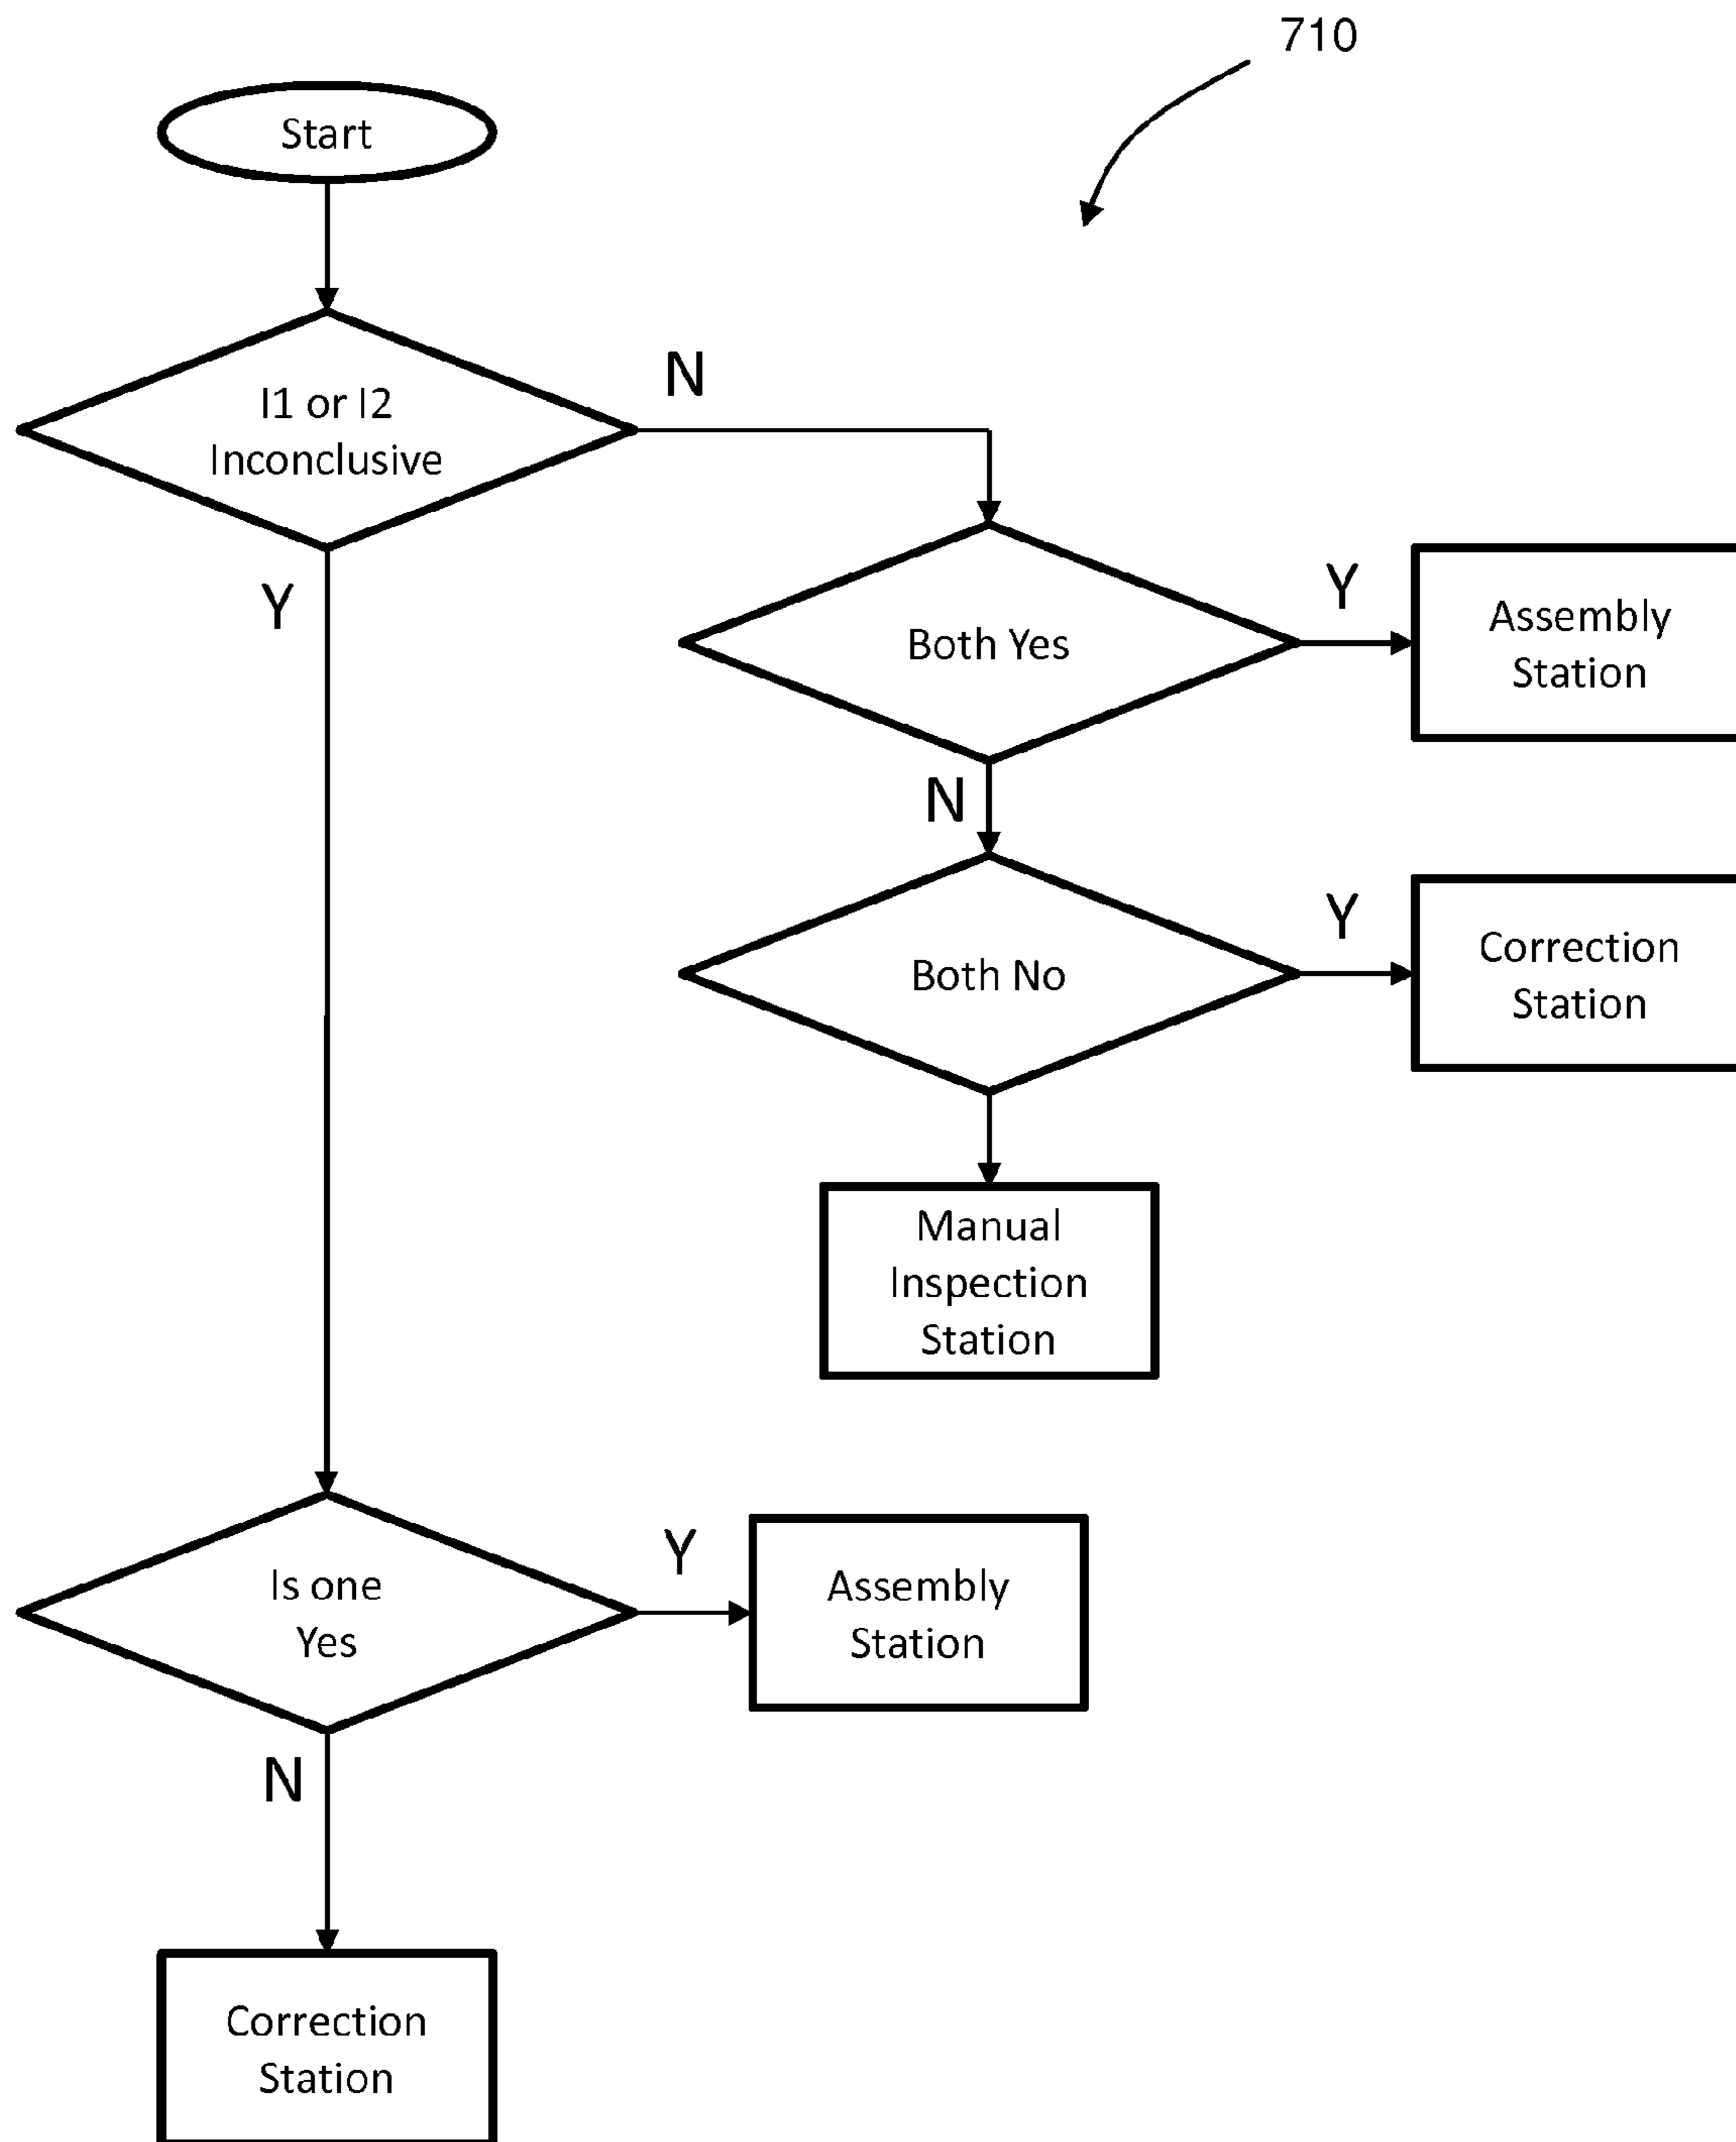 710
Start
I1 or I2
Inconclusive
N
Y
Both Yes
Y
Assembly
Station
N
Both No
Y
Correction
Station
Manual
Inspection
Station
Is one
Yes
Y
Assembly
Station
N
Correction
Station